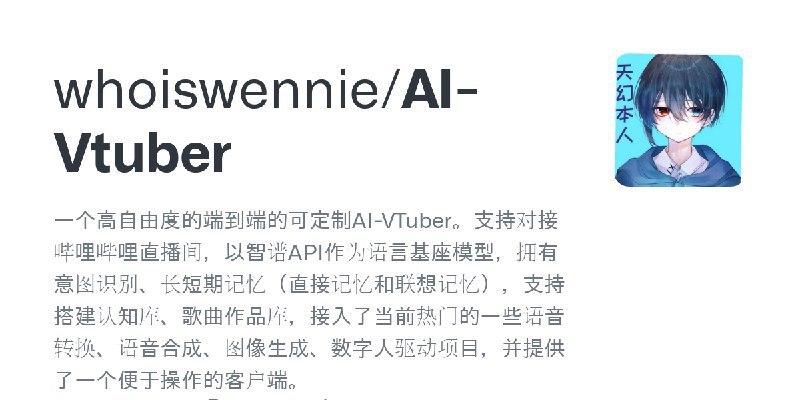 whoiswennie/AI-
Vtuber
天幻本人
一个高自由度的端到端的可定制AI-VTuber。支持对接
哔哩哔哩直播间，以智谱API作为语言基座模型，拥有
意图识别、长短期记忆（直接记忆和联想记忆），支持
搭建认知库、歌曲作品库，接入了当前热门的一些语音
转换、语音合成、图像生成、数字人驱动项目，并提供
了一个便于操作的客户端。